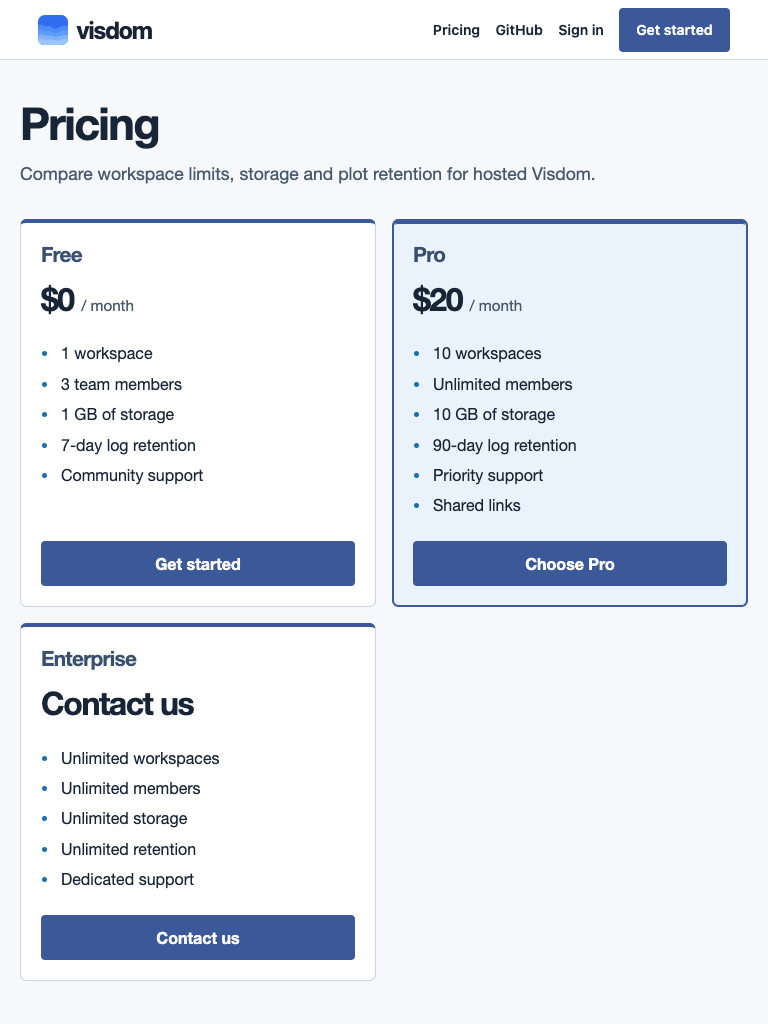 visdom
Pricing GitHub Sign in Get started
Pricing
Compare workspace limits, storage and plot retention for hosted Visdom.
Free
$0 / month
1 workspace
3 team members
1 GB of storage
7-day log retention
Community support
Get started
Pro
$20 / month
10 workspaces
Unlimited members
10 GB of storage
90-day log retention
Priority support
Shared links
Choose Pro
Enterprise
Contact us
Unlimited workspaces
Unlimited members
Unlimited storage
Unlimited retention
Dedicated support
Contact us